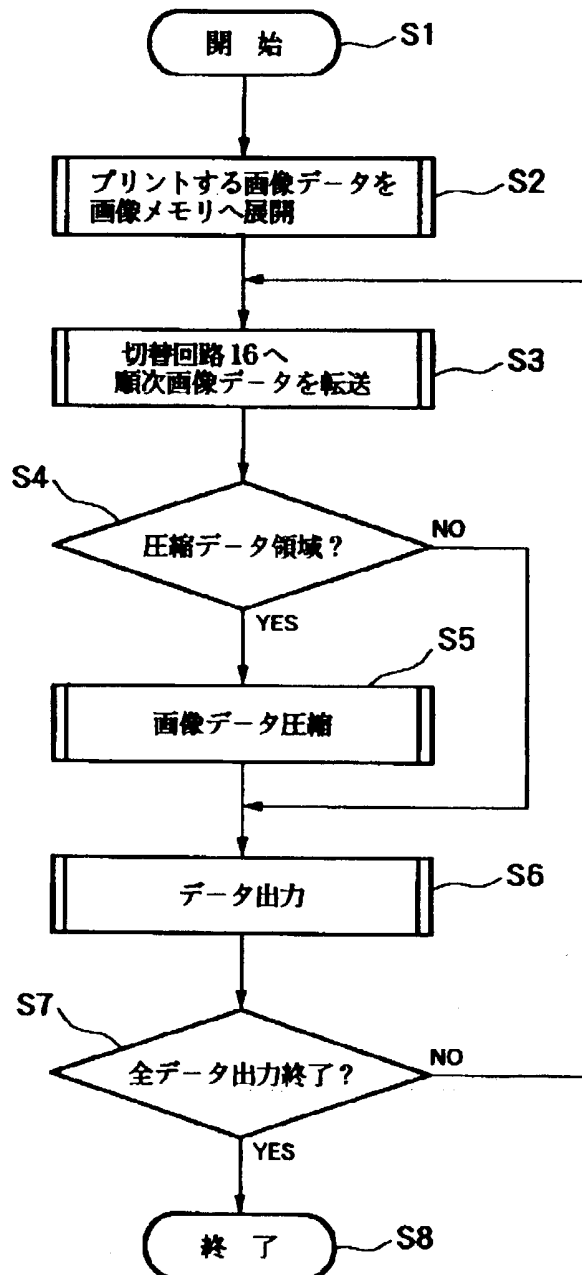 開 始
S1
プリントする画像データを
画像メモリへ展開
S2
切替回路16へ
順次画像データを転送
S3
S4
圧縮データ領域?
NO
YES
S5
画像データ圧縮
データ出力
S6
S7
全データ出力終了?
NO
YES
終 了
S8